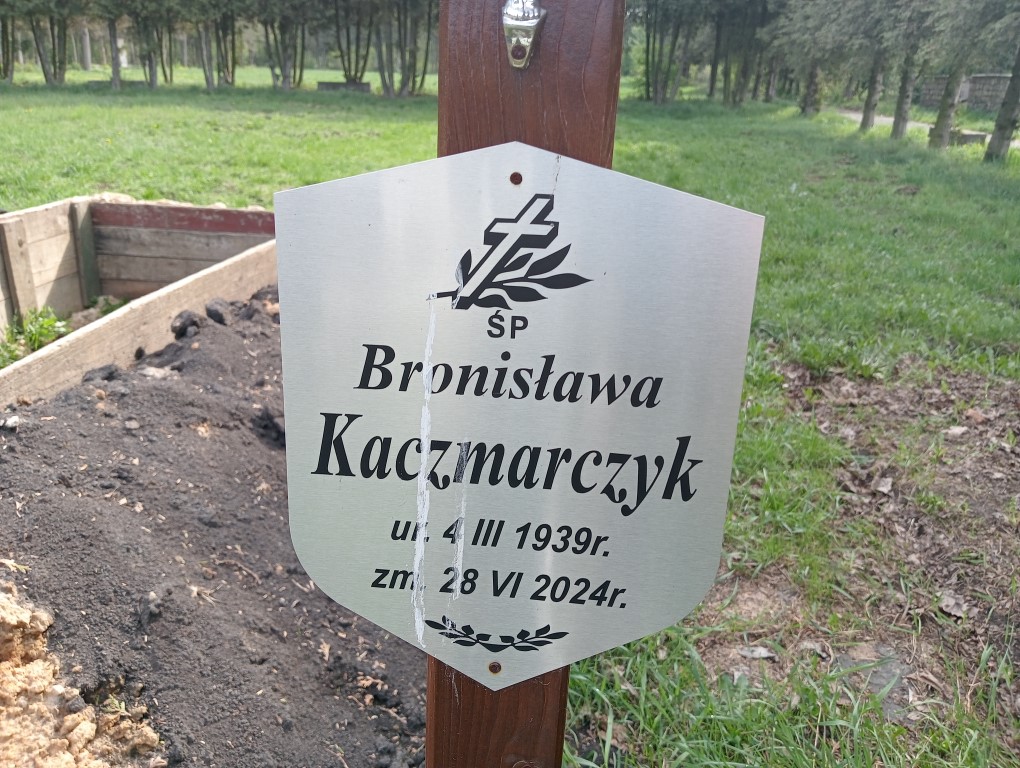 ŚP
Bronisława
Kaczmarczyk
ur. 4 III 1939r.
zm. 28 VI 2024r.